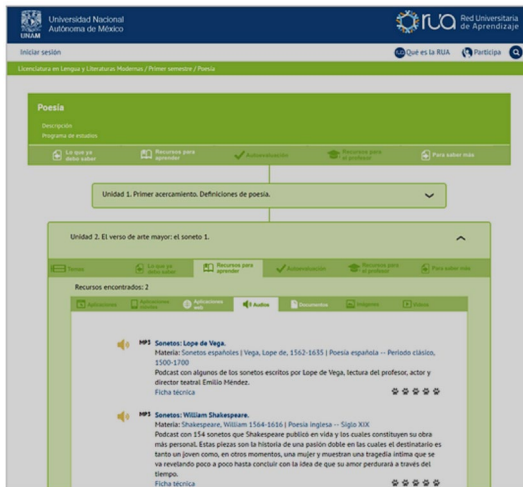 Universidad Nacional
Autónoma de México
UNAM
rua
Red Universitaria
de Aprendizaje
Iniciar sesión
RUA
Qué es la RUA
Participa
Licenciatura en Lengua y Literaturas Modernas / Primer semestre / Poesía
Poesía
Descripción
Programa de estudios
Lo que ya
debo saber
Recursos para
aprender
Autoevaluación
Recursos para
el profesor
Para saber más
Unidad 1. Primer acercamiento. Definiciones de poesía.
Unidad 2. El verso de arte mayor: el soneto 1.
Temas
Lo que ya
debo saber
Recursos para
aprender
Autoevaluación
Recursos para
el profesor
Para saber más
Recursos encontrados: 2
Aplicaciones
Aplicaciones
móviles
Aplicaciones
web
Audios
Documentos
Imágenes
Videos
MP3 Sonetos: Lope de Vega.
Materia: Sonetos españoles | Vega, Lope de, 1562-1635 | Poesía española -- Periodo clásico,
1500-1700
Podcast con algunos de los sonetos escritos por Lope de Vega, lectura del profesor, actor y
director teatral Emilio Méndez.
Ficha técnica
MP3 Sonetos: William Shakespeare.
Materia: Shakespeare, William 1564-1616 | Poesía inglesa -- Siglo XIX
Podcast con 154 sonetos que Shakespeare publicó en vida y los cuales constituyen su obra
más personal. Estas piezas son la historia de una pasión doble en las cuales el destinatario es
tanto un joven como, en otros momentos, una mujer y muestran una tragedia íntima que se
va revelando poco a poco hasta concluir con la idea de que su amor perdurará a través del
tiempo.
Ficha técnica